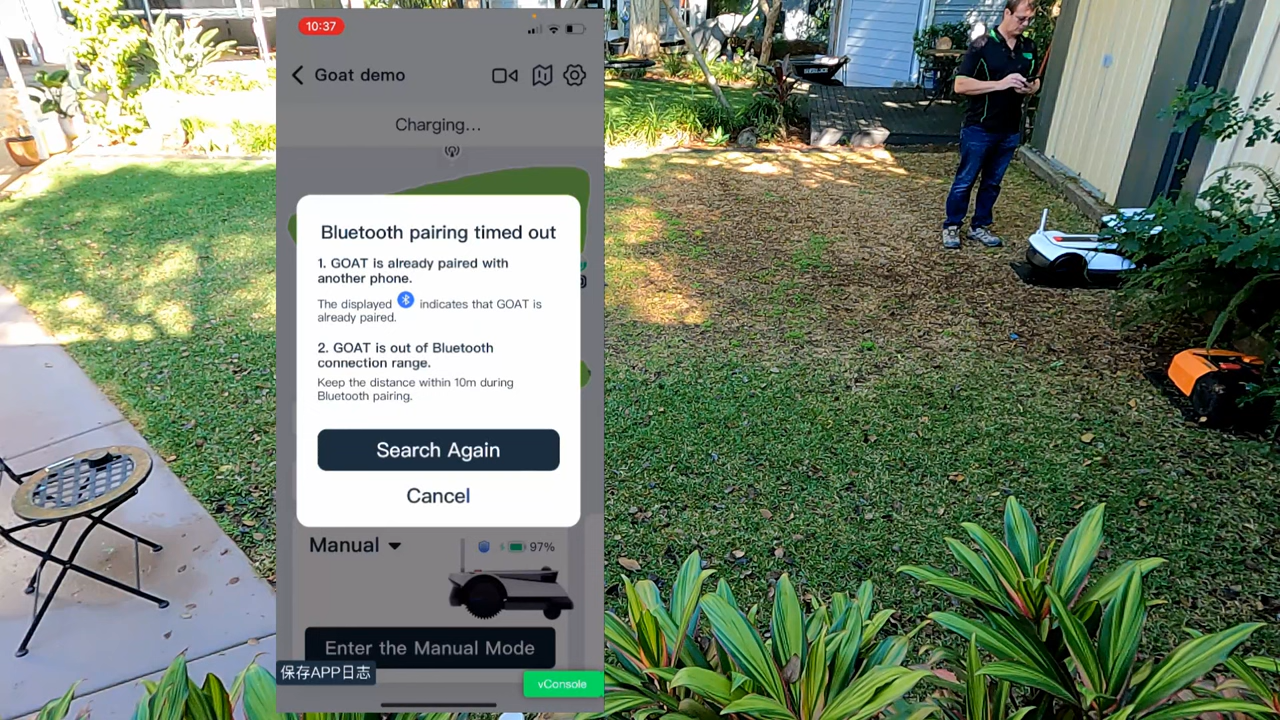 10:37
Goat demo
Charging...
Bluetooth pairing timed out
1. GOAT is already paired with
another phone.
The displayed indicates that GOAT is
already paired.
2. GOAT is out of Bluetooth
connection range.
Keep the distance within 10m during
Bluetooth pairing.
Search Again
Cancel
Manual
97%
Enter the Manual Mode
保存APP日志
vConsole